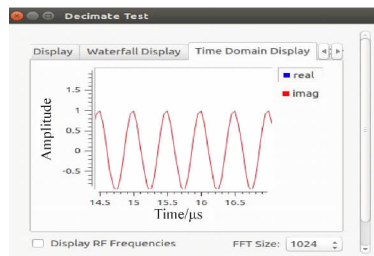 Decimate Test
Display Waterfall Display Time Domain Display
real
imag
Amplitude
1.5
1
0.5
0
-0.5
14.5 15 15.5 16 16.5
Time/μs
Display RF Frequencies FFT Size: 1024